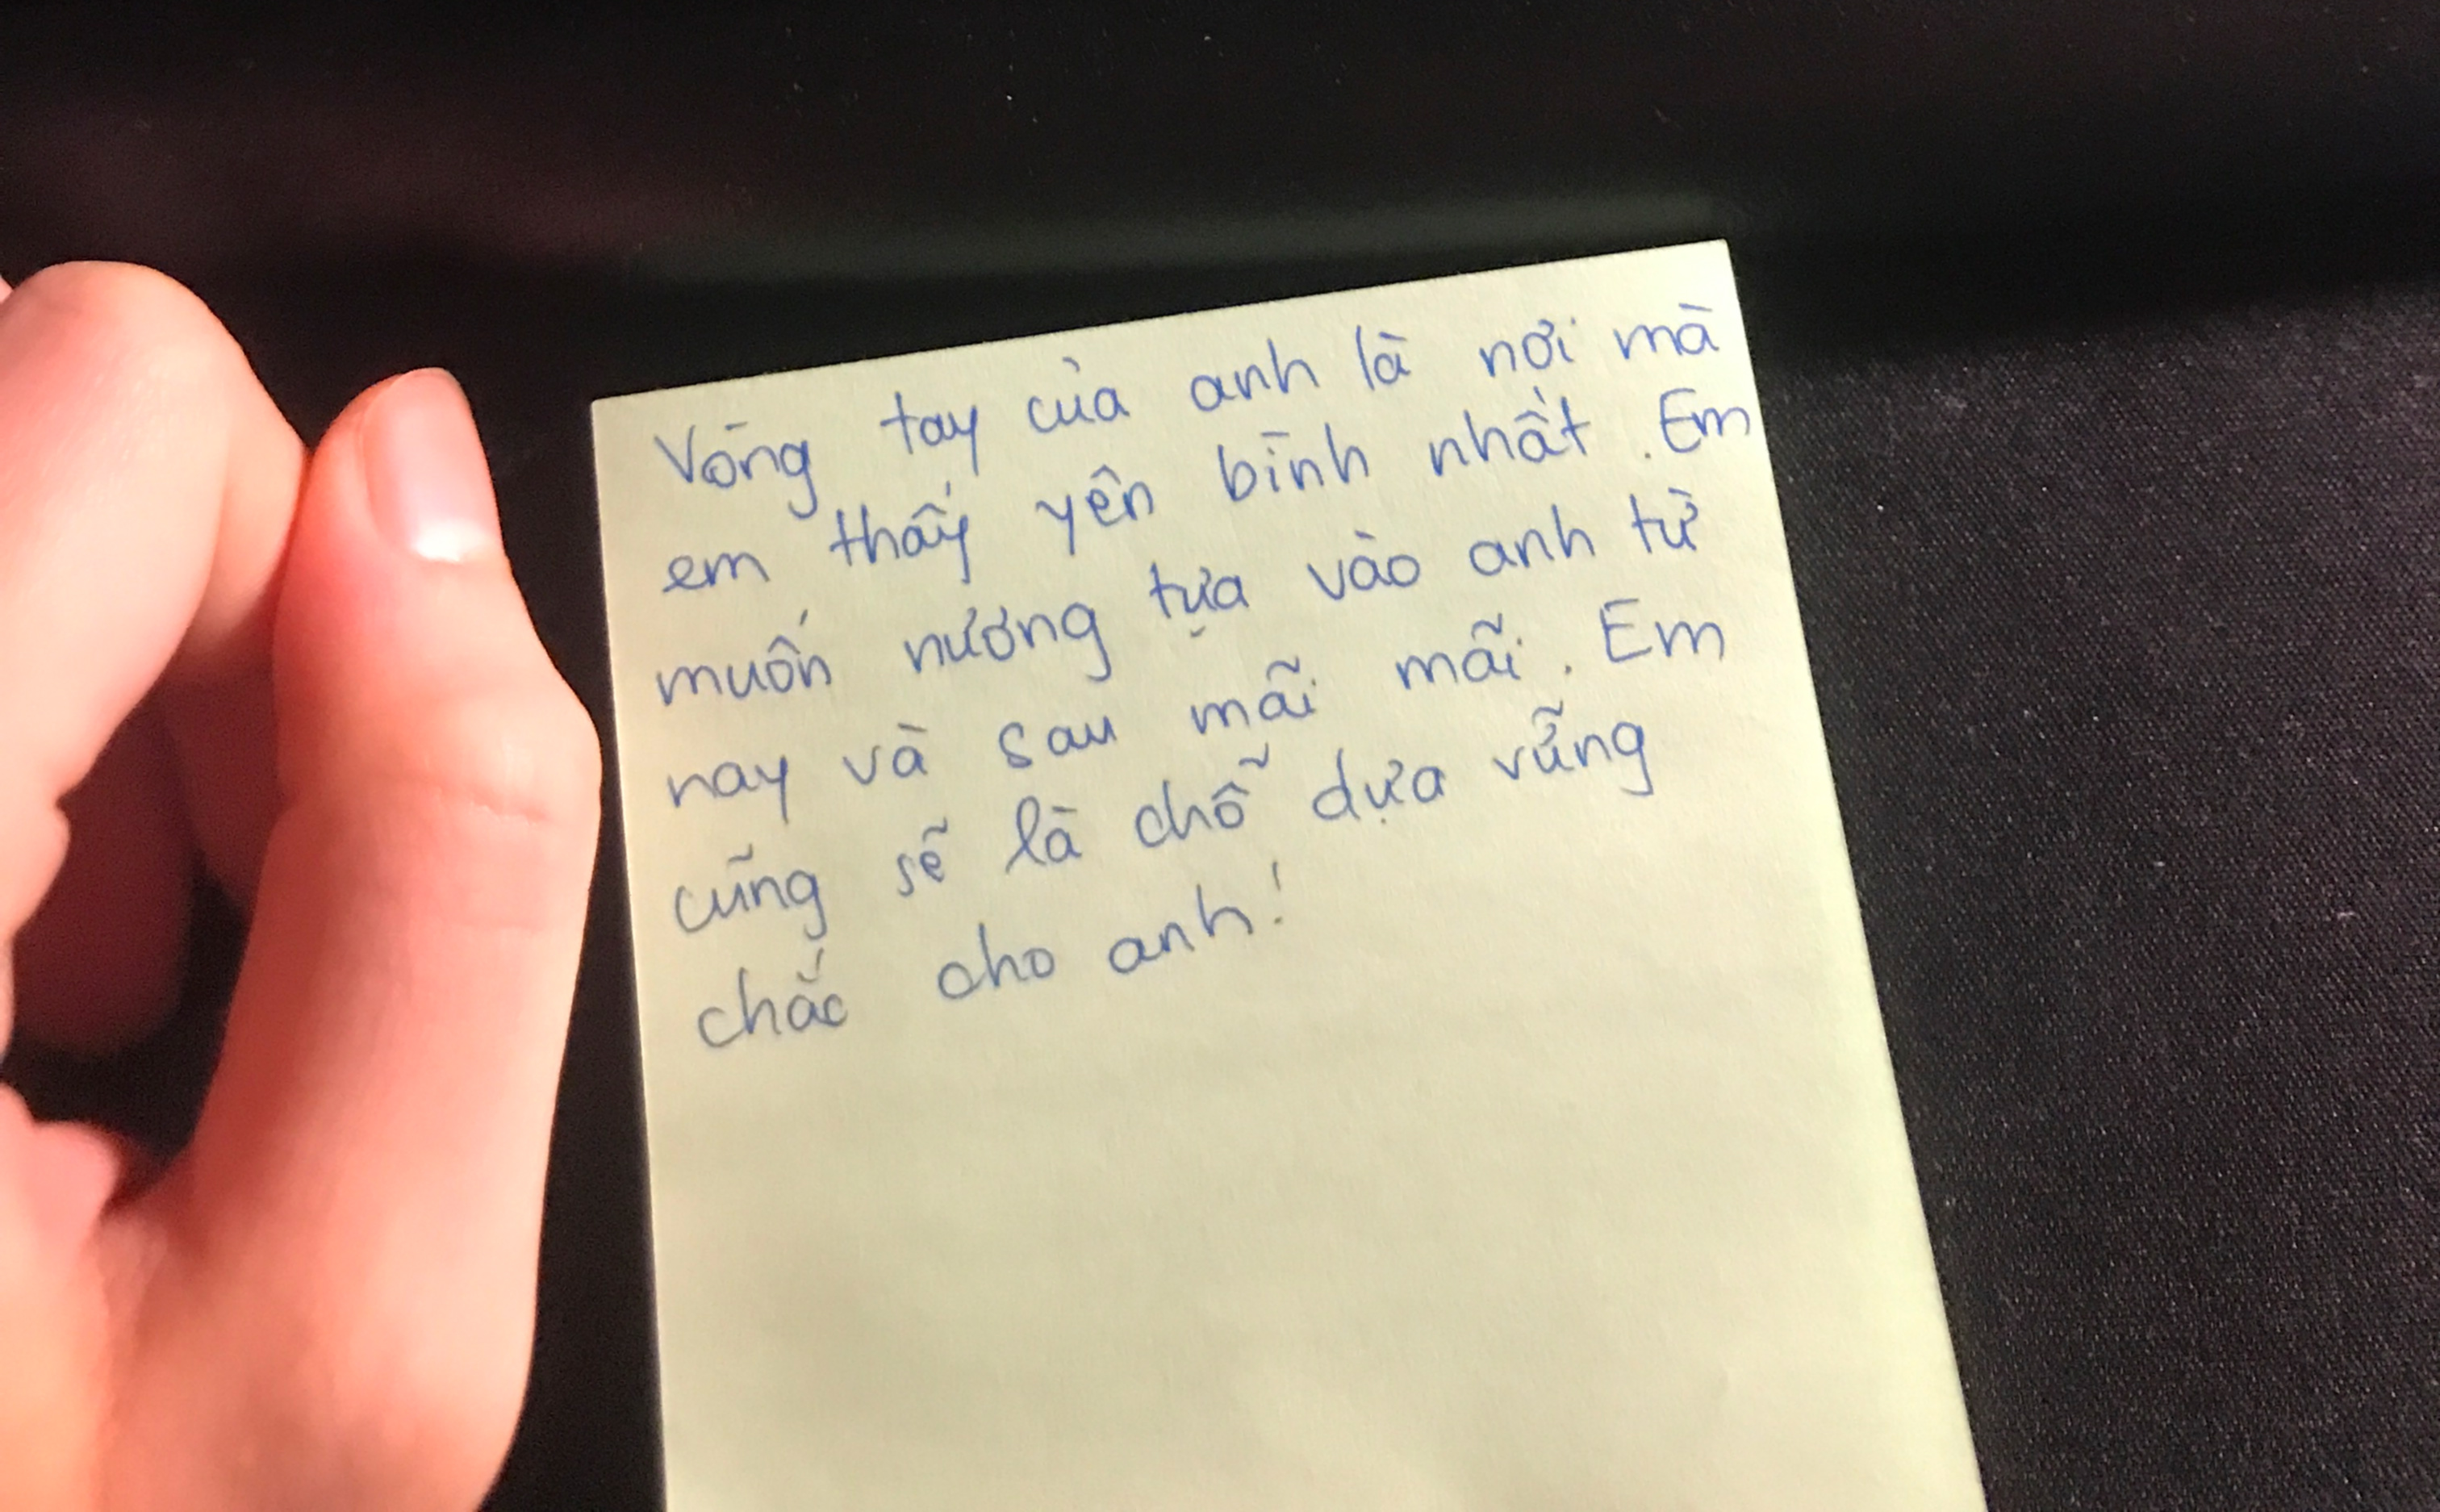 Vòng tay của anh là nơi mà
em thấy yên bình nhất. Em
muốn nương tựa vào anh từ
nay và sau mãi mãi. Em
cũng sẽ là chỗ dựa vững
chắc cho anh!